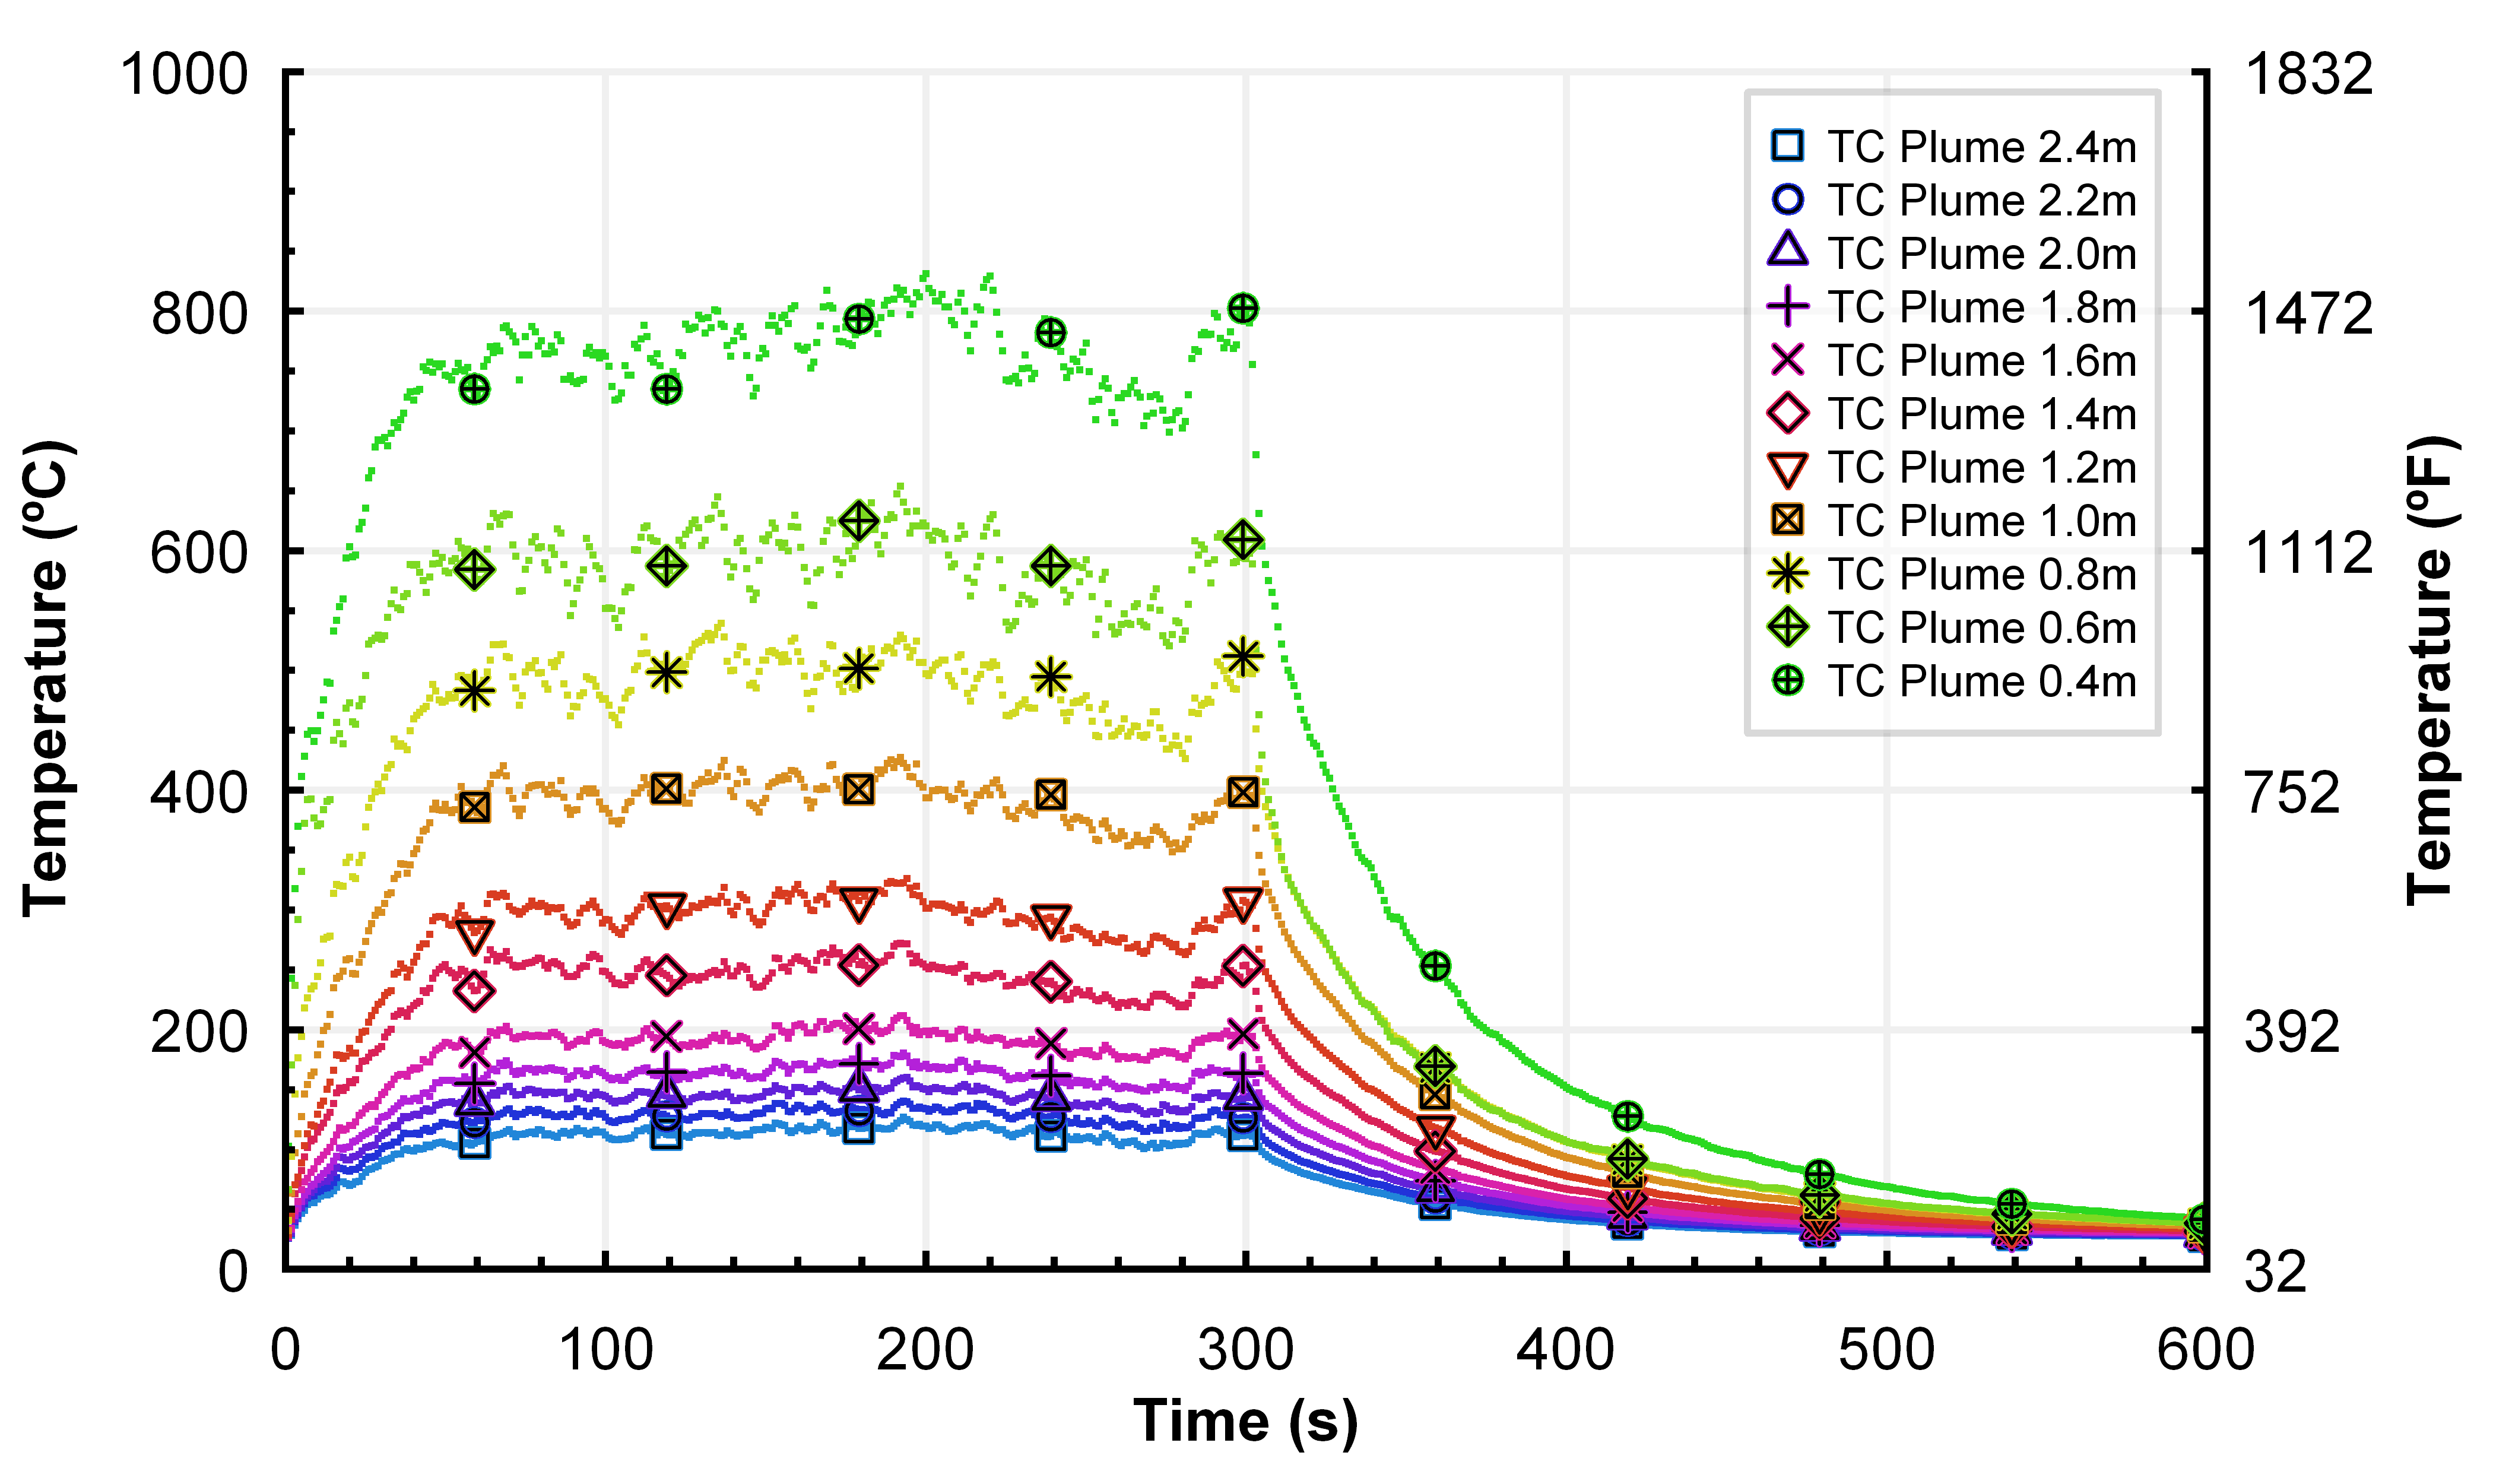 1000
800
600
400
200
0
Temperature (ºC)
1832
1472
1112
752
392
32
Temperature (ºF)
TC Plume 2.4m
TC Plume 2.2m
TC Plume 2.0m
TC Plume 1.8m
TC Plume 1.6m
TC Plume 1.4m
TC Plume 1.2m
TC Plume 1.0m
TC Plume 0.8m
TC Plume 0.6m
TC Plume 0.4m
0 100 200 300 400 500 600
Time (s)